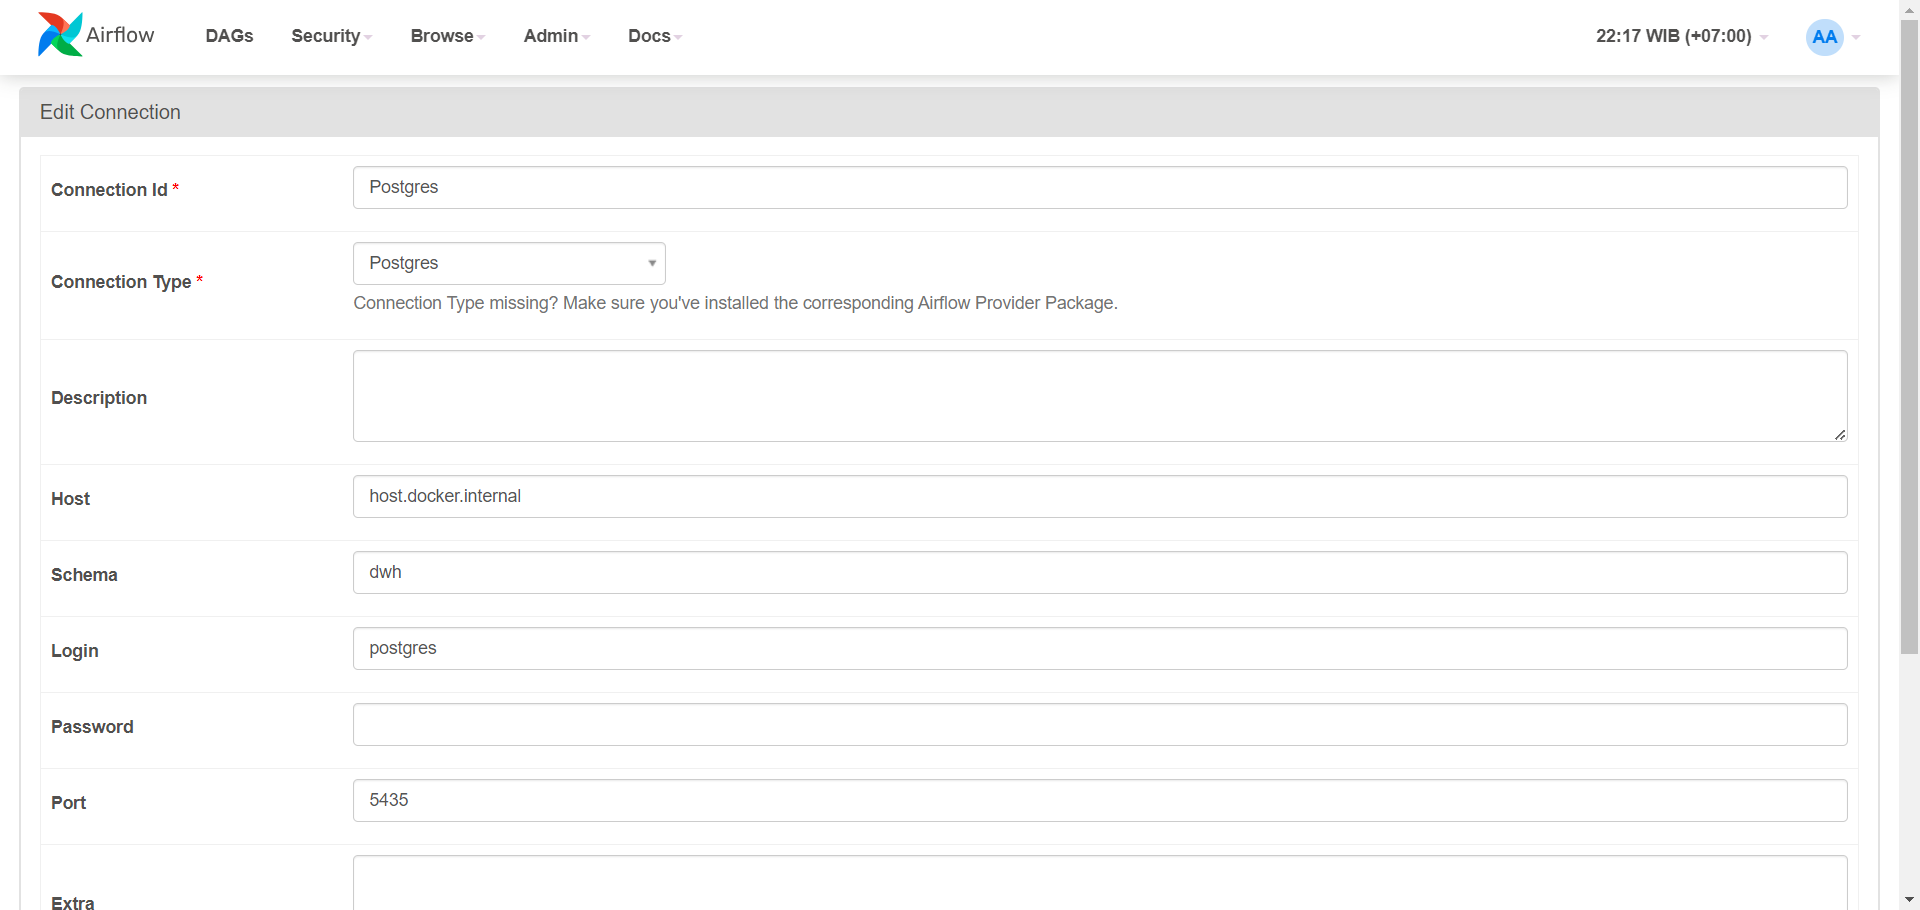 Airflow DAGs Security Browse Admin Docs 22:17 WIB (+07:00) AA
Edit Connection
Connection Id * Postgres
Connection Type * Postgres
Connection Type missing? Make sure you've installed the corresponding Airflow Provider Package.
Description
Host host.docker.internal
Schema dwh
Login postgres
Password
Port 5435
Extra